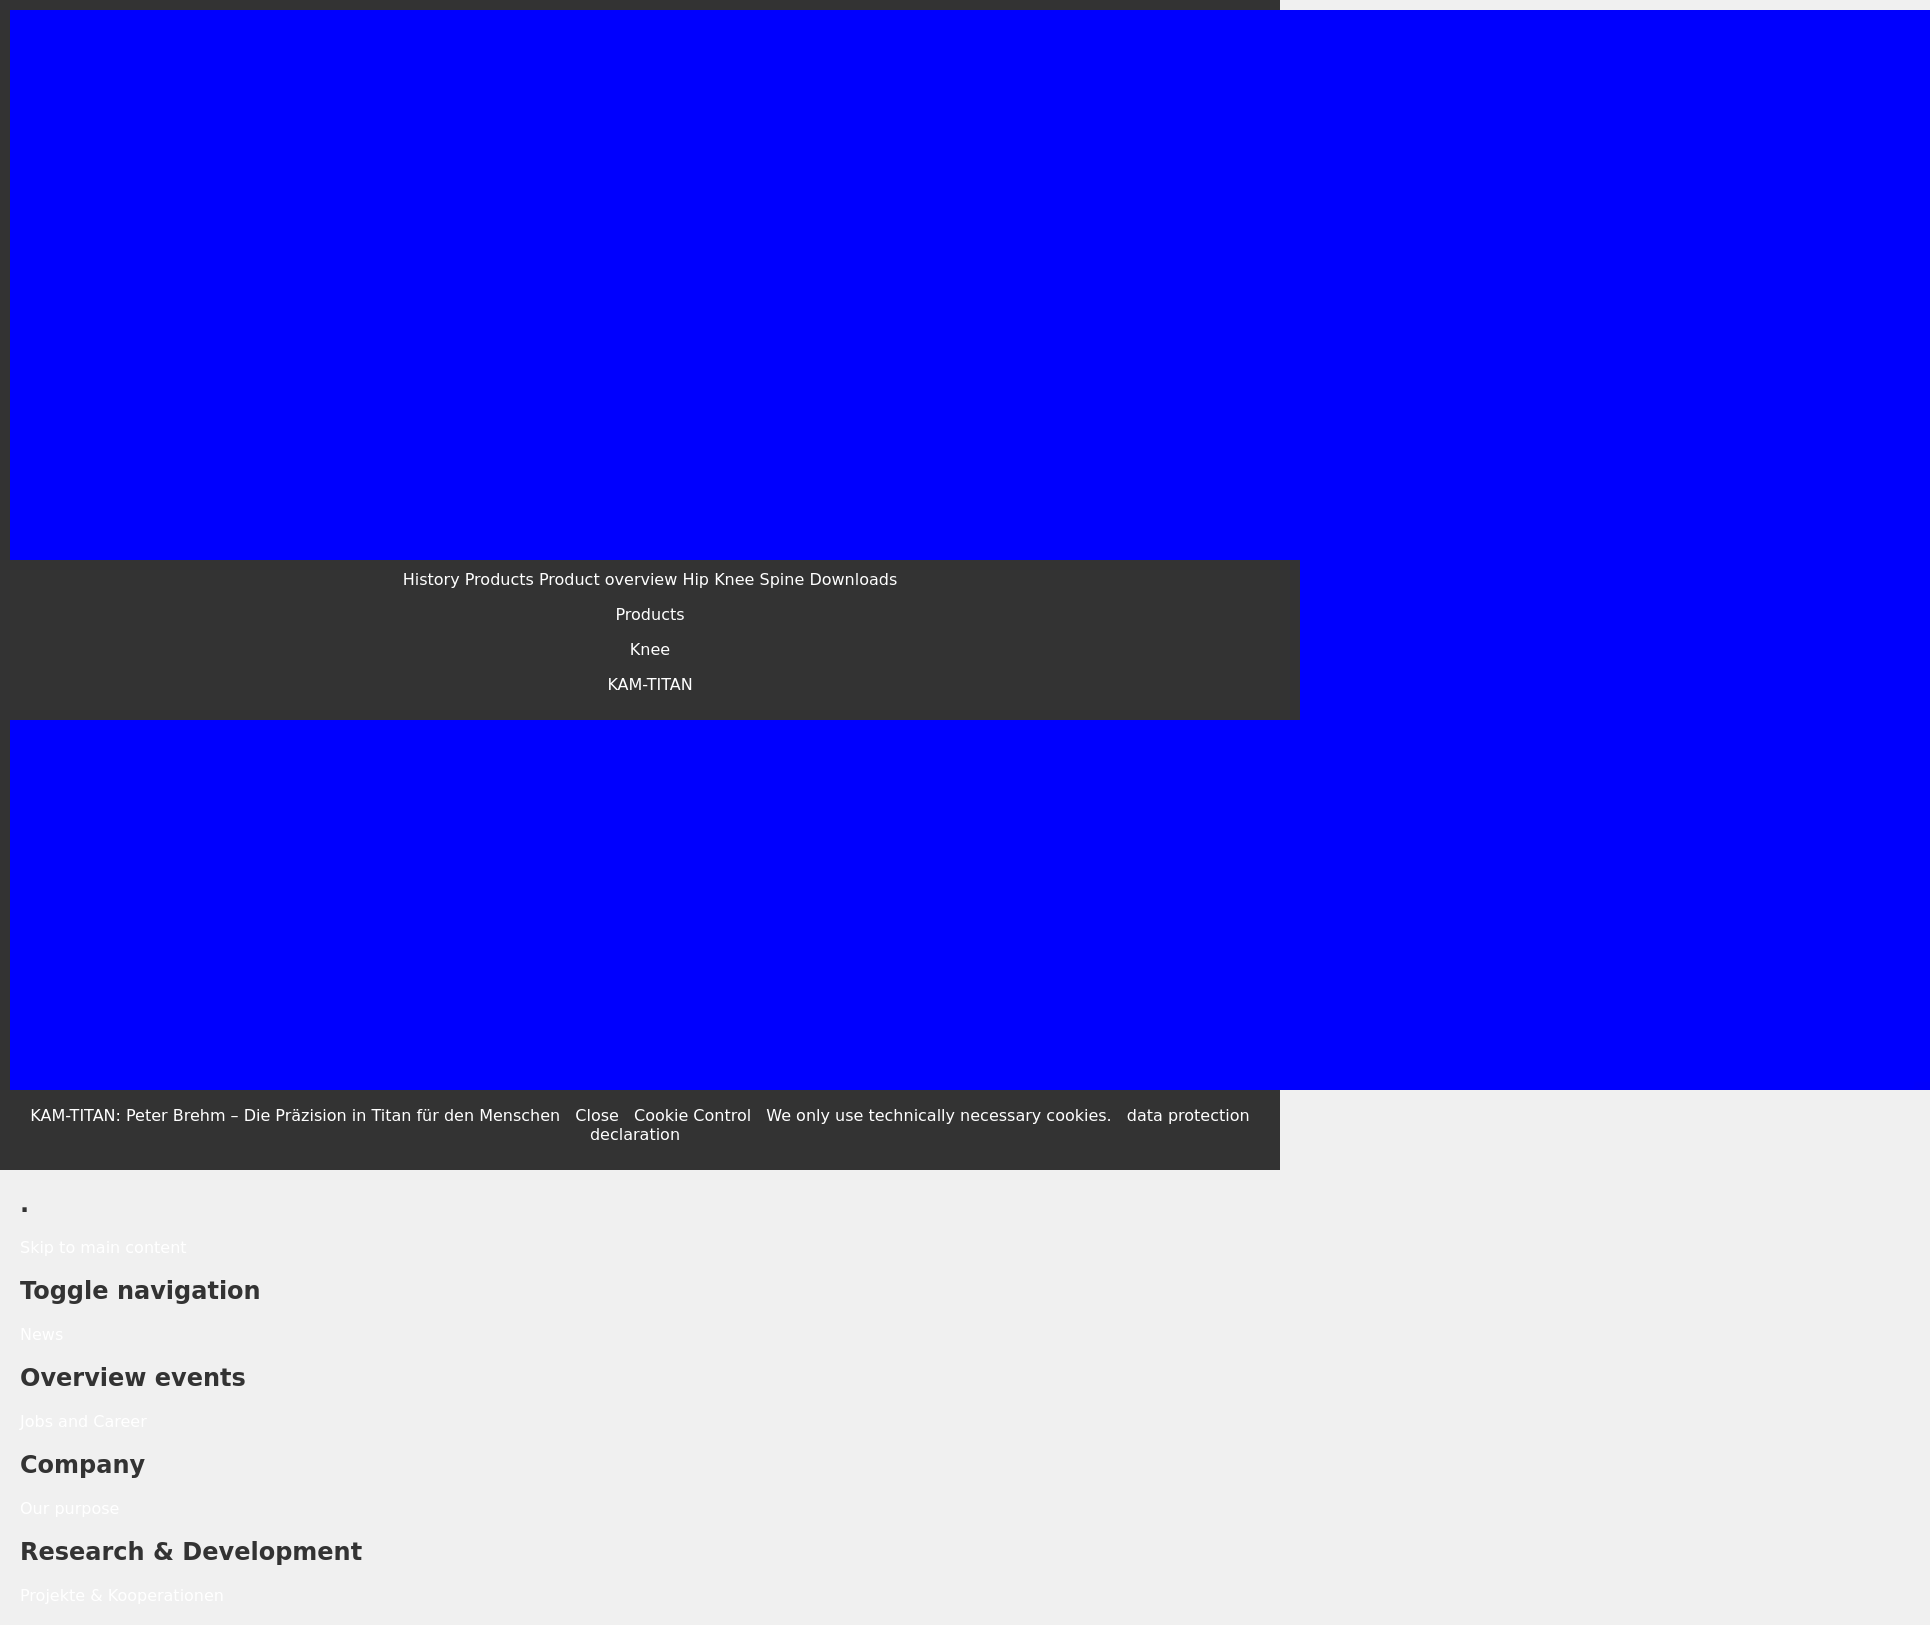 History Products Product overview Hip Knee Spine Downloads
Products
Knee
KAM-TITAN
KAM-TITAN: Peter Brehm – Die Präzision in Titan für den Menschen Close Cookie Control We only use technically necessary cookies. data protection
declaration
.
Skip to main content
Toggle navigation
News
Overview events
Jobs and Career
Company
Our purpose
Research & Development
Projekte & Kooperationen